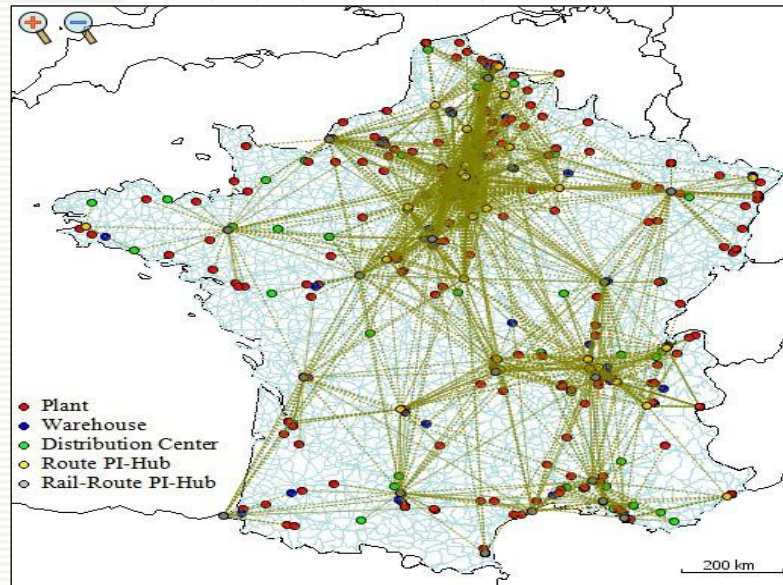 Plant
Warehouse
Distribution Center
Route PI-Hub
Rail-Route PI-Hub
200 km